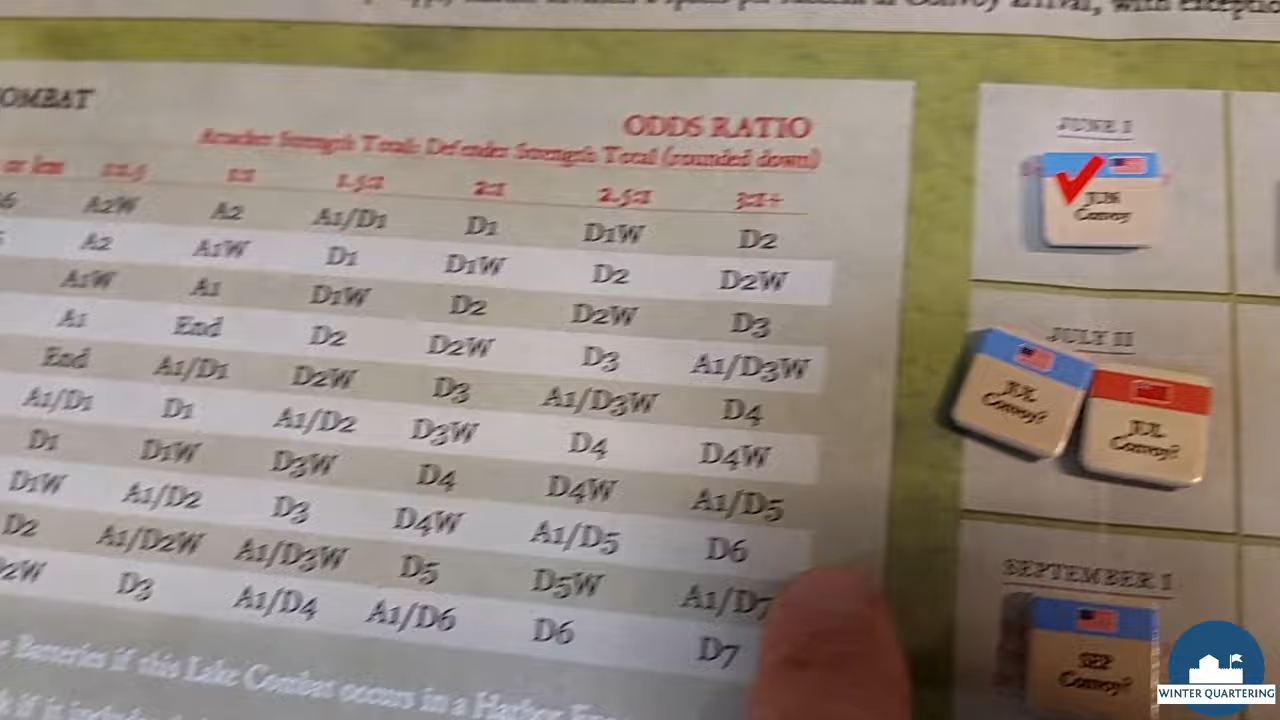 Convoy arrival, with
OMBAT
ODDS RATIO
Attacker Strength Total: Defender Strength Total (rounded down)
or less 1:1.5 1:1 1.5:1 2:1 2.5:1 3:1+
A2W A2 A1/D1 D1 D1W D2
A2 A1W D1 D1W D2 D2W
A1W A1 D1W D2 D2W D3
A1 End D2 D2W D3 A1/D3W
End A1/D1 D2W D3 A1/D3W D4
A1/D1 D1 A1/D2 D3W D4 D4W
D1 D1W D3W D4 D4W A1/D5
D1W A1/D2 D3 D4W A1/D5 D6
D2 A1/D2W A1/D3W D5 D5W A1/D7
2W D3 A1/D4 A1/D6 D6 D7
Batteries if this Lake Combat occurs in a
JUNE I
JUN
Convoy
JULY II
JUL
Convoy?
JUL
Convoy?
SEPTEMBER I
SEP
Convoy?
WINTER QUARTERING